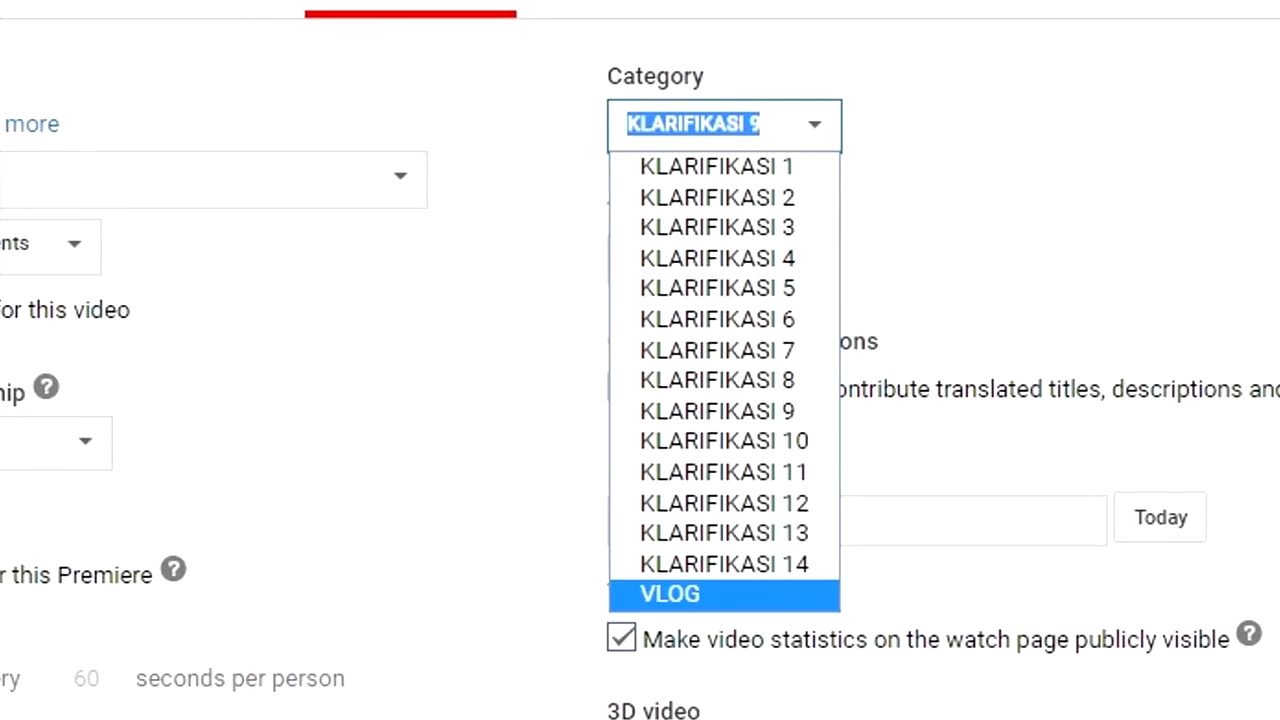 Category
more
KLARIFIKASI 9
KLARIFIKASI 1
KLARIFIKASI 2
KLARIFIKASI 3
nts
KLARIFIKASI 4
KLARIFIKASI 5
for this video
KLARIFIKASI 6
ons
KLARIFIKASI 7
KLARIFIKASI 8
hip ?
ontribute translated titles, descriptions and
KLARIFIKASI 9
KLARIFIKASI 10
KLARIFIKASI 11
KLARIFIKASI 12
Today
KLARIFIKASI 13
KLARIFIKASI 14
r this Premiere ?
VLOG
Make video statistics on the watch page publicly visible ?
ry 60 seconds per person
3D video